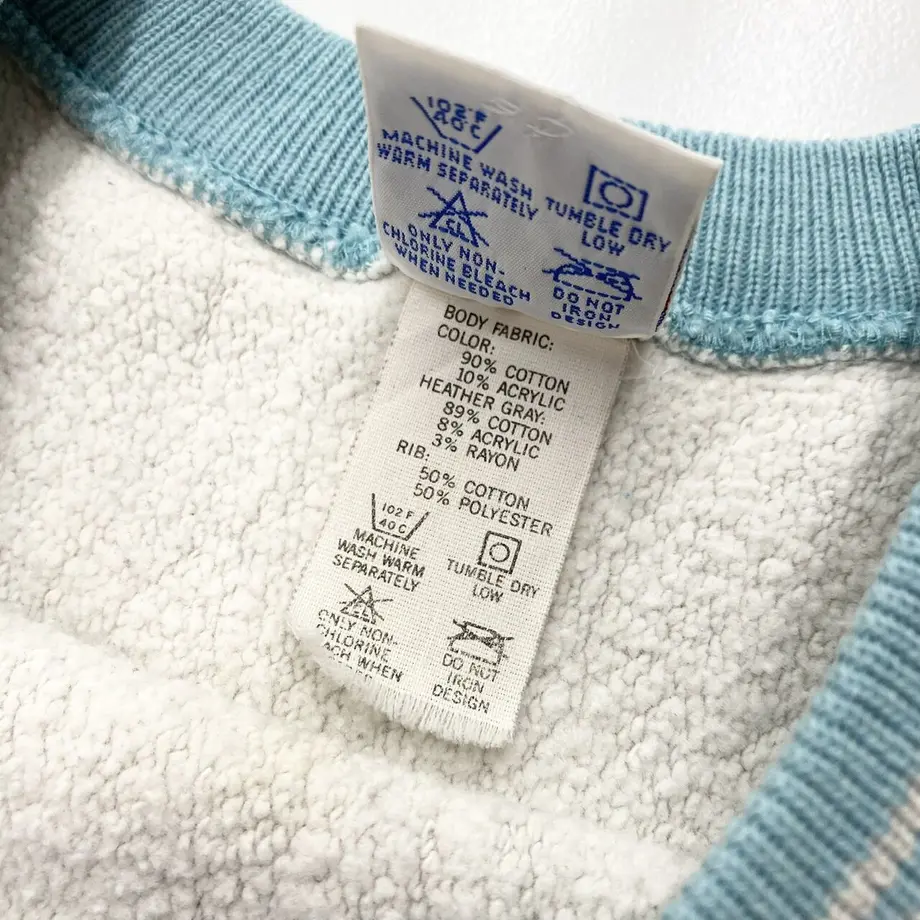 102°F
40°C
MACHINE WASH
WARM SEPARATELY
CL
ONLY NON-
CHLORINE BLEACH
WHEN NEEDED
TUMBLE DRY
LOW
DO NOT
IRON
DESIGN
BODY FABRIC:
COLOR:
90% COTTON
10% ACRYLIC
HEATHER GRAY:
89% COTTON
8% ACRYLIC
3% RAYON
RIB:
50% COTTON
50% POLYESTER
102 F
40 C
MACHINE
WASH WARM
SEPARATELY
ONLY NON-
CHLORINE
WHEN
TUMBLE DRY
LOW
DO NOT
IRON
DESIGN